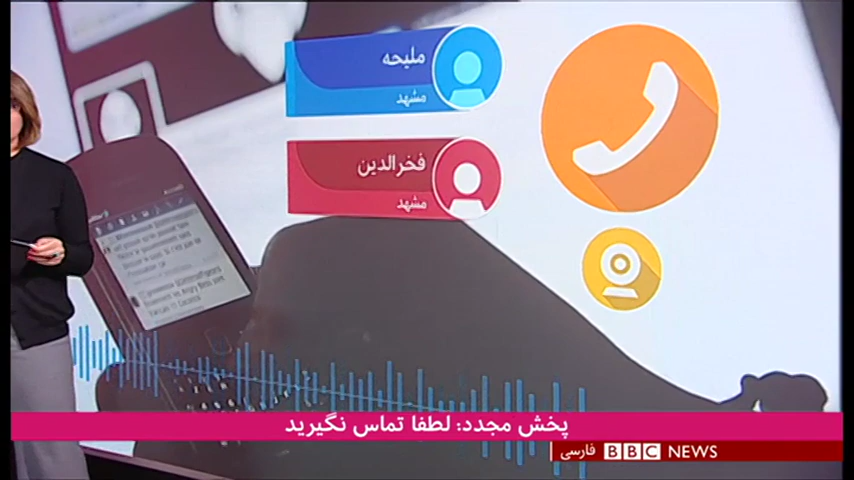 ملیحه
مشهد
فخرالدین
مشهد
پخش مجدد: لطفا تماس نگیرید
BBC NEWS فارسی